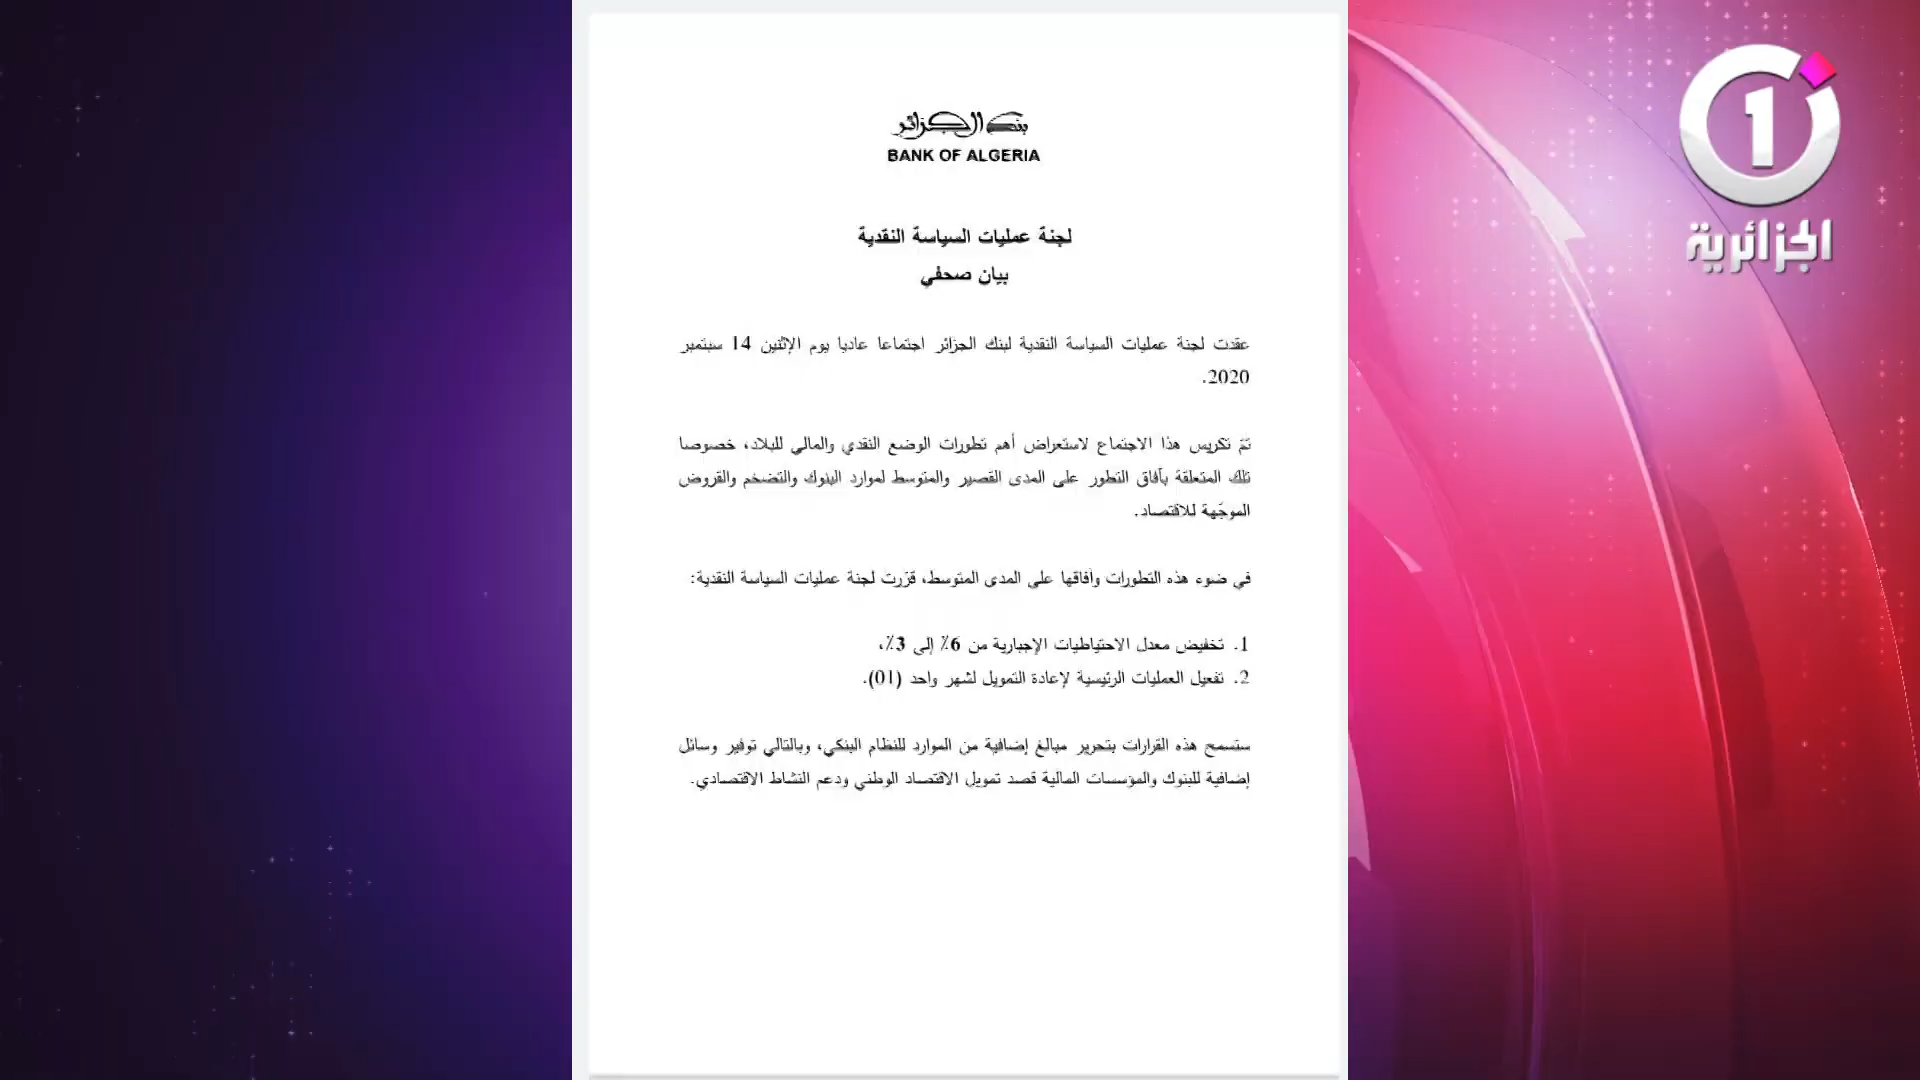 بنك الجزائر
BANK OF ALGERIA
1
الجزائرية
لجنة عمليات السياسة النقدية
بيان صحفي
عقدت لجنة عمليات السياسة النقدية لبنك الجزائر اجتماعا عاديا يوم الإثنين 14 سبتمبر
2020.
تمّ تكريس هذا الاجتماع لاستعراض أهم تطورات الوضع النقدي والمالي للبلاد، خصوصا
تلك المتعلقة بآفاق التطور على المدى القصير والمتوسط لموارد البنوك والتضخم والقروض
الموجّهة للاقتصاد.
في ضوء هذه التطورات وآفاقها على المدى المتوسط، قرّرت لجنة عمليات السياسة النقدية:
1. تخفيض معدل الاحتياطيات الإجبارية من 6٪ إلى 3٪،
2. تفعيل العمليات الرئيسية لإعادة التمويل لشهر واحد (01).
ستسمح هذه القرارات بتحرير مبالغ إضافية من الموارد للنظام البنكي، وبالتالي توفير وسائل
إضافية للبنوك والمؤسسات المالية قصد تمويل الاقتصاد الوطني ودعم النشاط الاقتصادي.